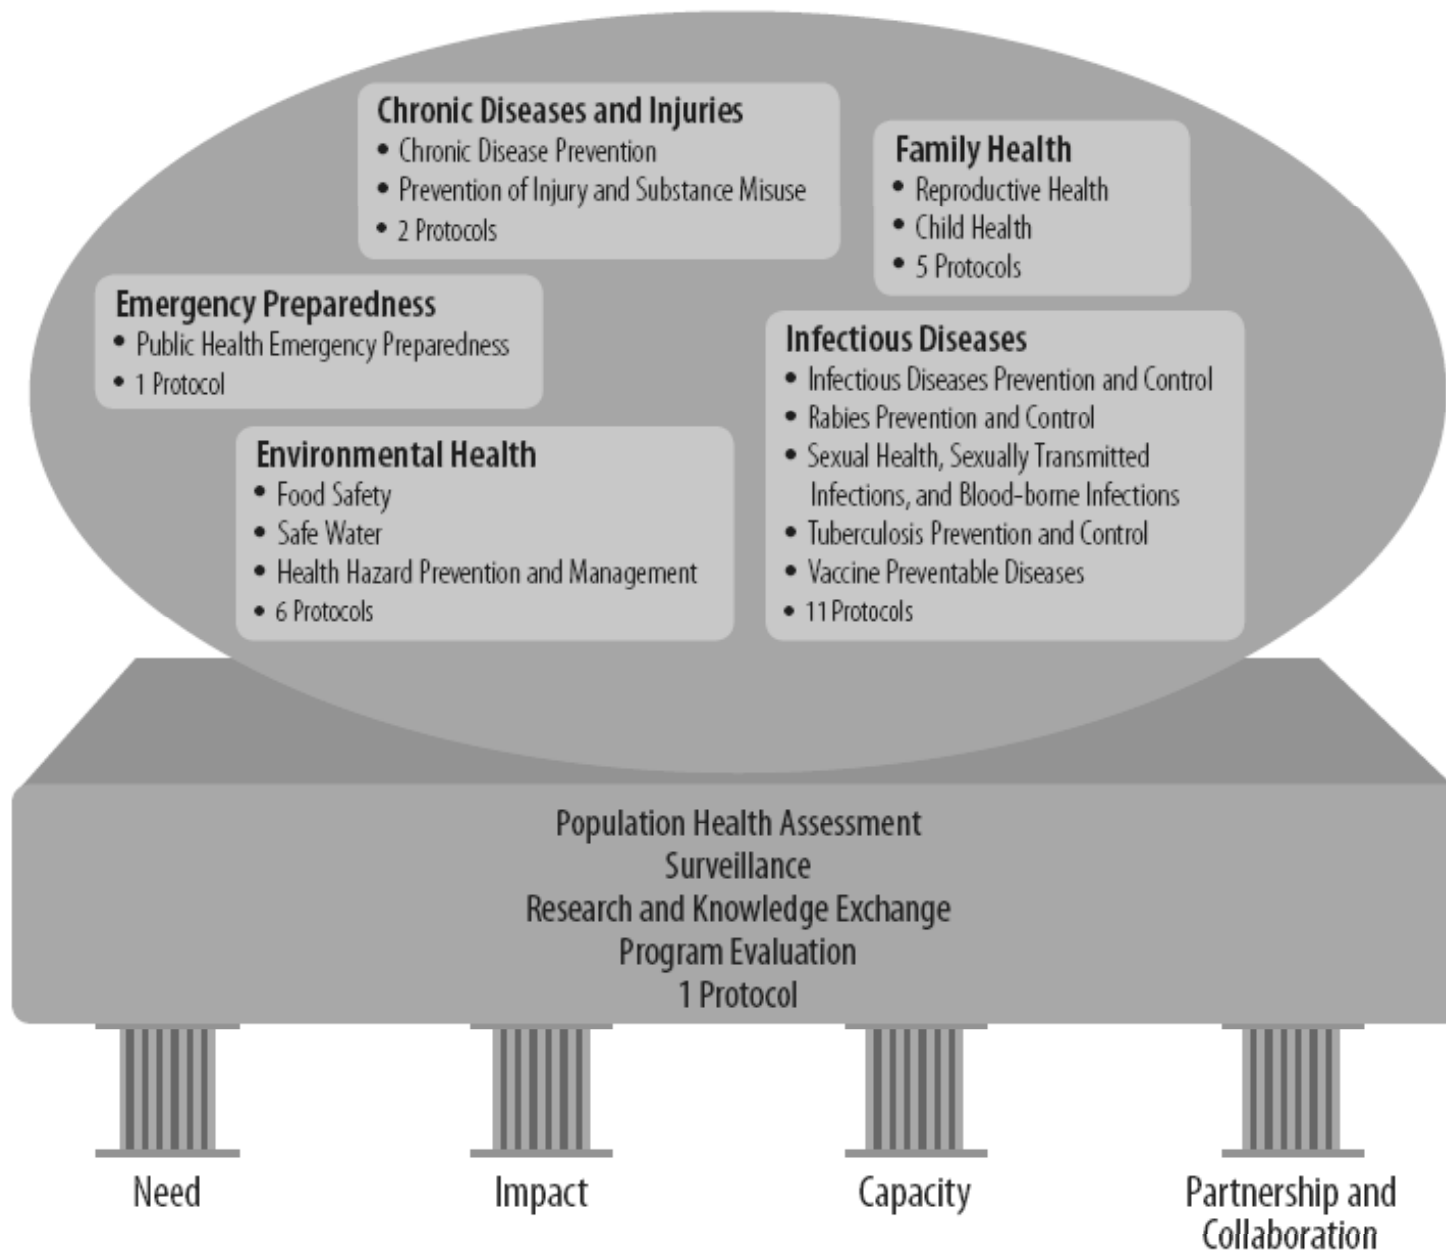 Chronic Diseases and Injuries
• Chronic Disease Prevention
• Prevention of Injury and Substance Misuse
• 2 Protocols
Family Health
• Reproductive Health
• Child Health
• 5 Protocols
Emergency Preparedness
• Public Health Emergency Preparedness
• 1 Protocol
Infectious Diseases
• Infectious Diseases Prevention and Control
• Rabies Prevention and Control
• Sexual Health, Sexually Transmitted
Infections, and Blood-borne Infections
• Tuberculosis Prevention and Control
• Vaccine Preventable Diseases
• 11 Protocols
Environmental Health
• Food Safety
• Safe Water
• Health Hazard Prevention and Management
• 6 Protocols
Population Health Assessment
Surveillance
Research and Knowledge Exchange
Program Evaluation
1 Protocol
Need
Impact
Capacity
Partnership and
Collaboration